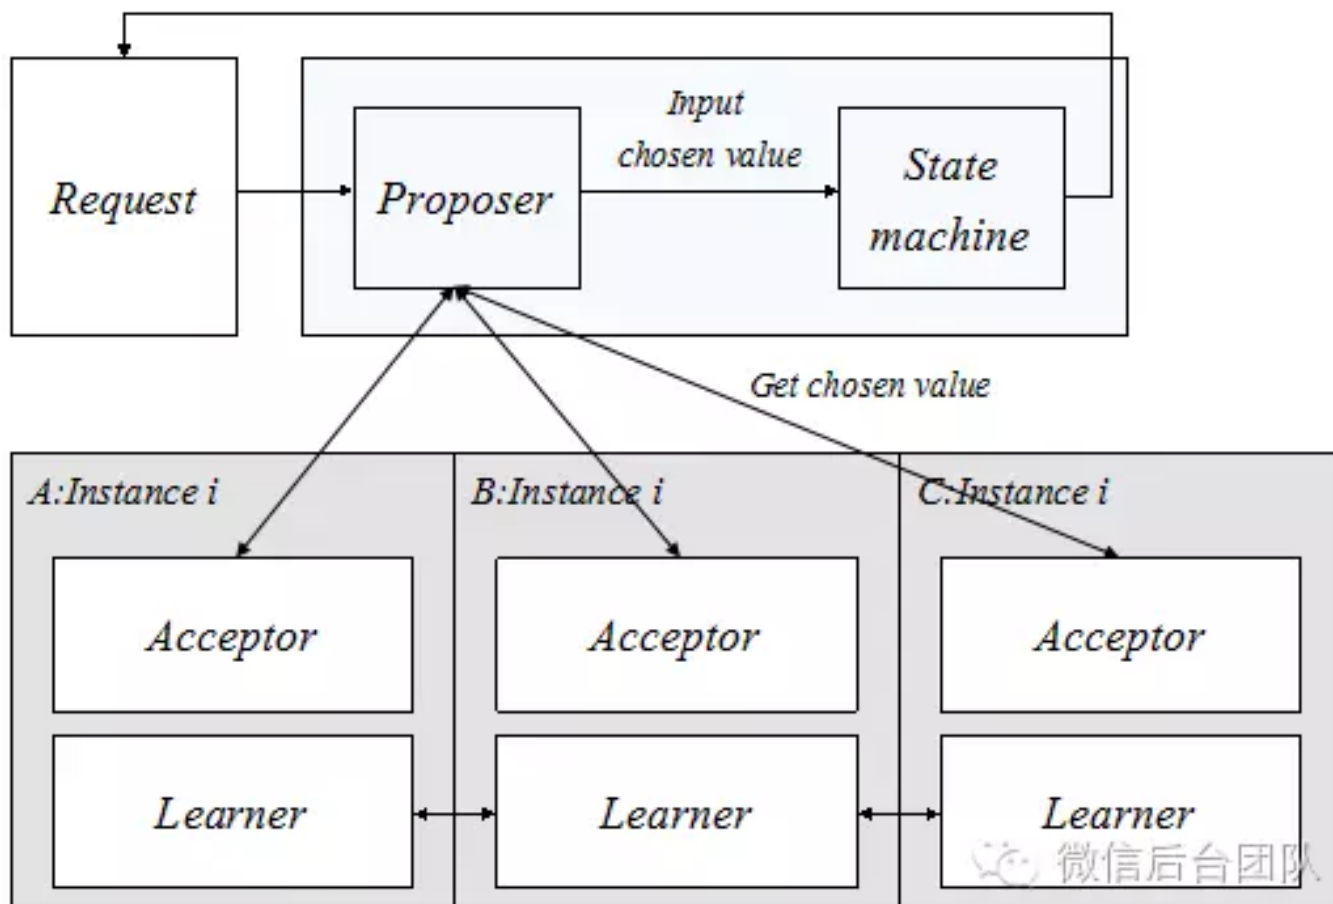 Input
chosen value
Request
Proposer
State
machine
Get chosen value
A:Instance i
B:Instance i
C:Instance i
Acceptor
Acceptor
Acceptor
Learner
Learner
Learner
微信后台团队